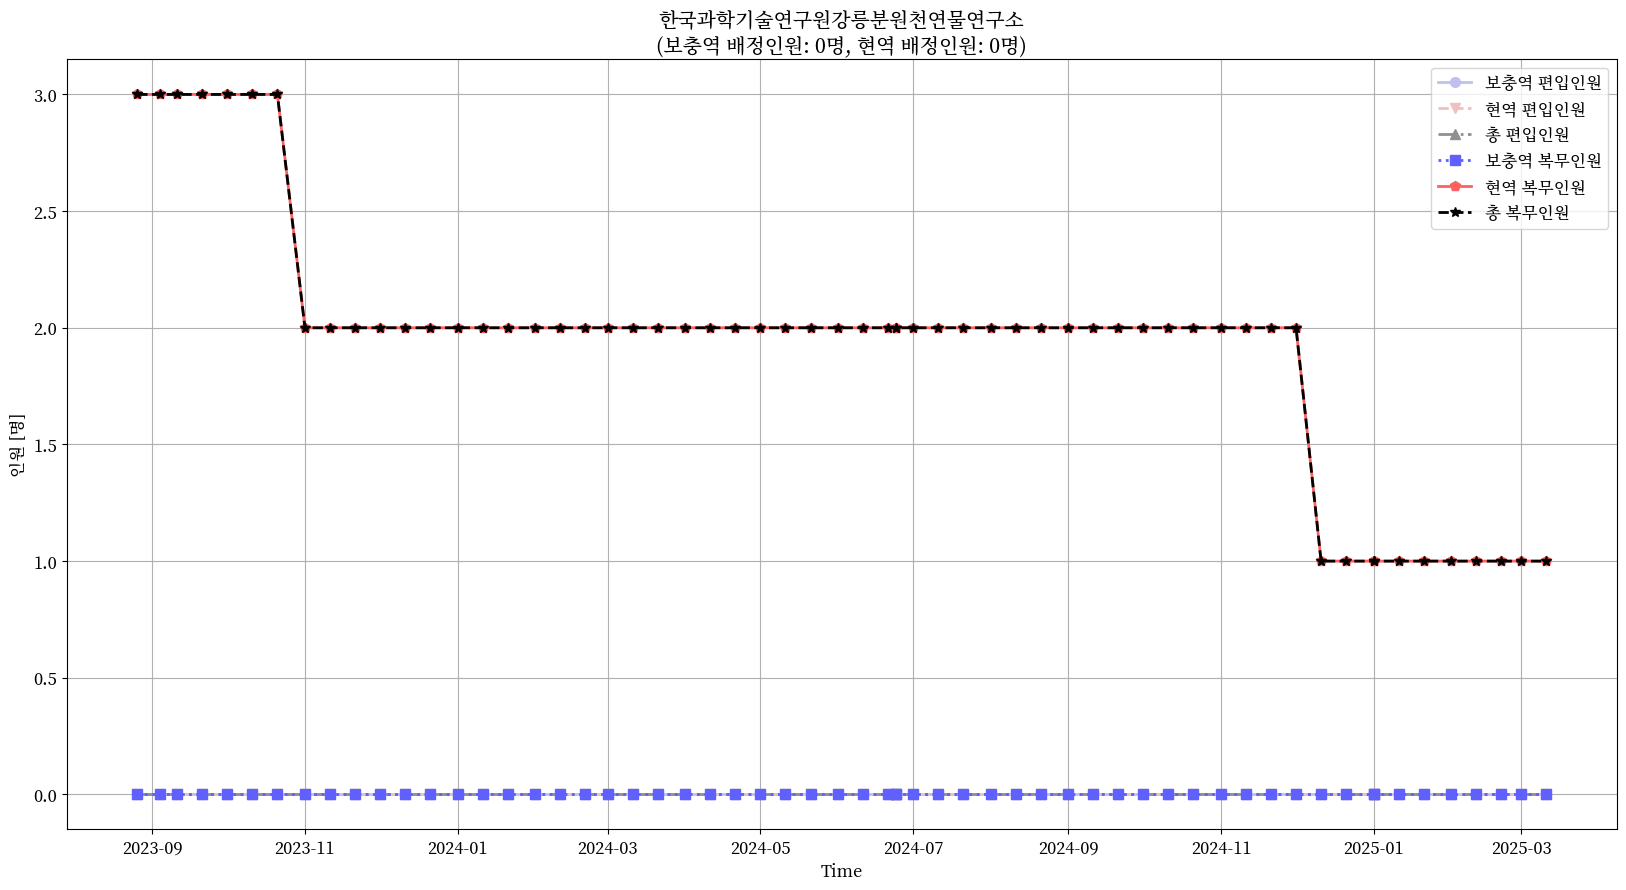 한국과학기술연구원강릉분원천연물연구소
(보충역 배정인원: 0명, 현역 배정인원: 0명)
보충역 편입인원
현역 편입인원
총 편입인원
보충역 복무인원
현역 복무인원
총 복무인원
인원 [명]
3.0
2.5
2.0
1.5
1.0
0.5
0.0
2023-09
2023-11
2024-01
2024-03
2024-05
2024-07
2024-09
2024-11
2025-01
2025-03
Time